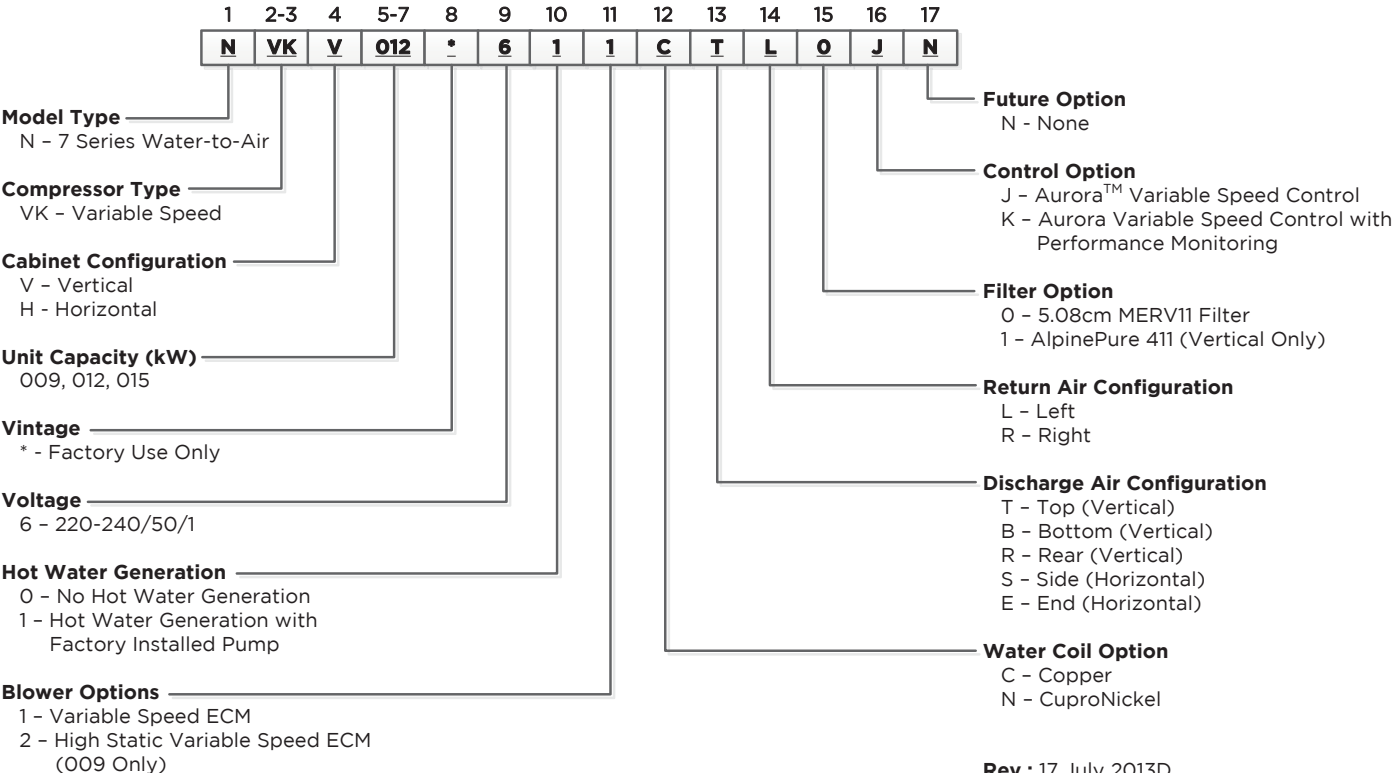 1 2-3 4 5-7 8 9 10 11 12 13 14 15 16 17
N VK V 012 * 6 1 1 C T L 0 J N
Model Type
N – 7 Series Water-to-Air
Compressor Type
VK – Variable Speed
Cabinet Configuration
V – Vertical
H - Horizontal
Unit Capacity (kW)
009, 012, 015
Vintage
* - Factory Use Only
Voltage
6 – 220-240/50/1
Hot Water Generation
0 – No Hot Water Generation
1 – Hot Water Generation with
Factory Installed Pump
Blower Options
1 – Variable Speed ECM
2 – High Static Variable Speed ECM
(009 Only)
Future Option
N - None
Control Option
J – Aurora™ Variable Speed Control
K – Aurora Variable Speed Control with
Performance Monitoring
Filter Option
0 – 5.08cm MERV11 Filter
1 – AlpinePure 411 (Vertical Only)
Return Air Configuration
L – Left
R – Right
Discharge Air Configuration
T – Top (Vertical)
B – Bottom (Vertical)
R – Rear (Vertical)
S – Side (Horizontal)
E – End (Horizontal)
Water Coil Option
C – Copper
N – CuproNickel
Rev.: 17 July 2013D